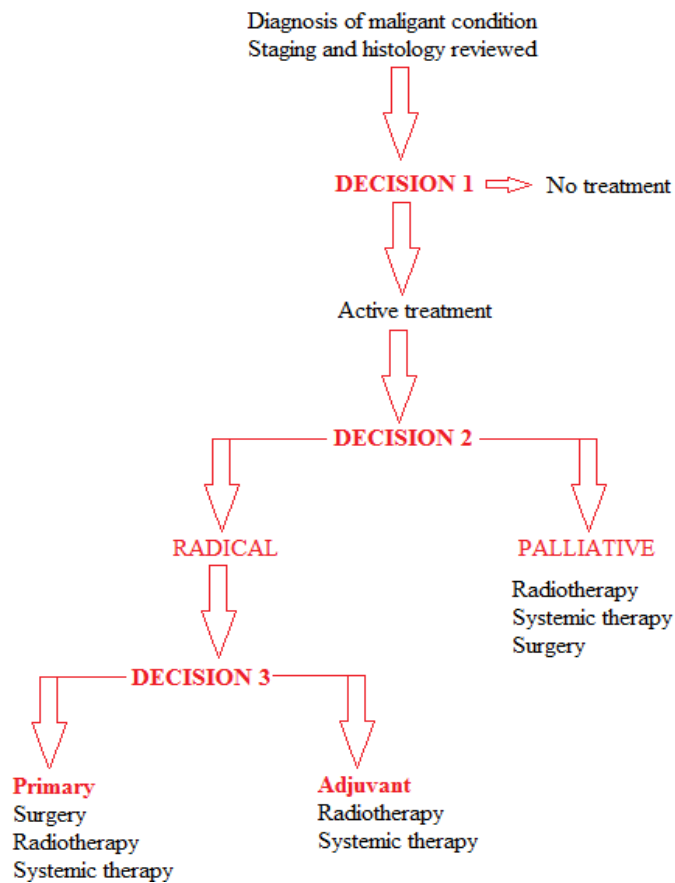 Diagnosis of maligant condition
Staging and histology reviewed
DECISION 1
No treatment
Active treatment
DECISION 2
RADICAL
PALLIATIVE
Radiotherapy
Systemic therapy
Surgery
DECISION 3
Primary
Surgery
Radiotherapy
Systemic therapy
Adjuvant
Radiotherapy
Systemic therapy